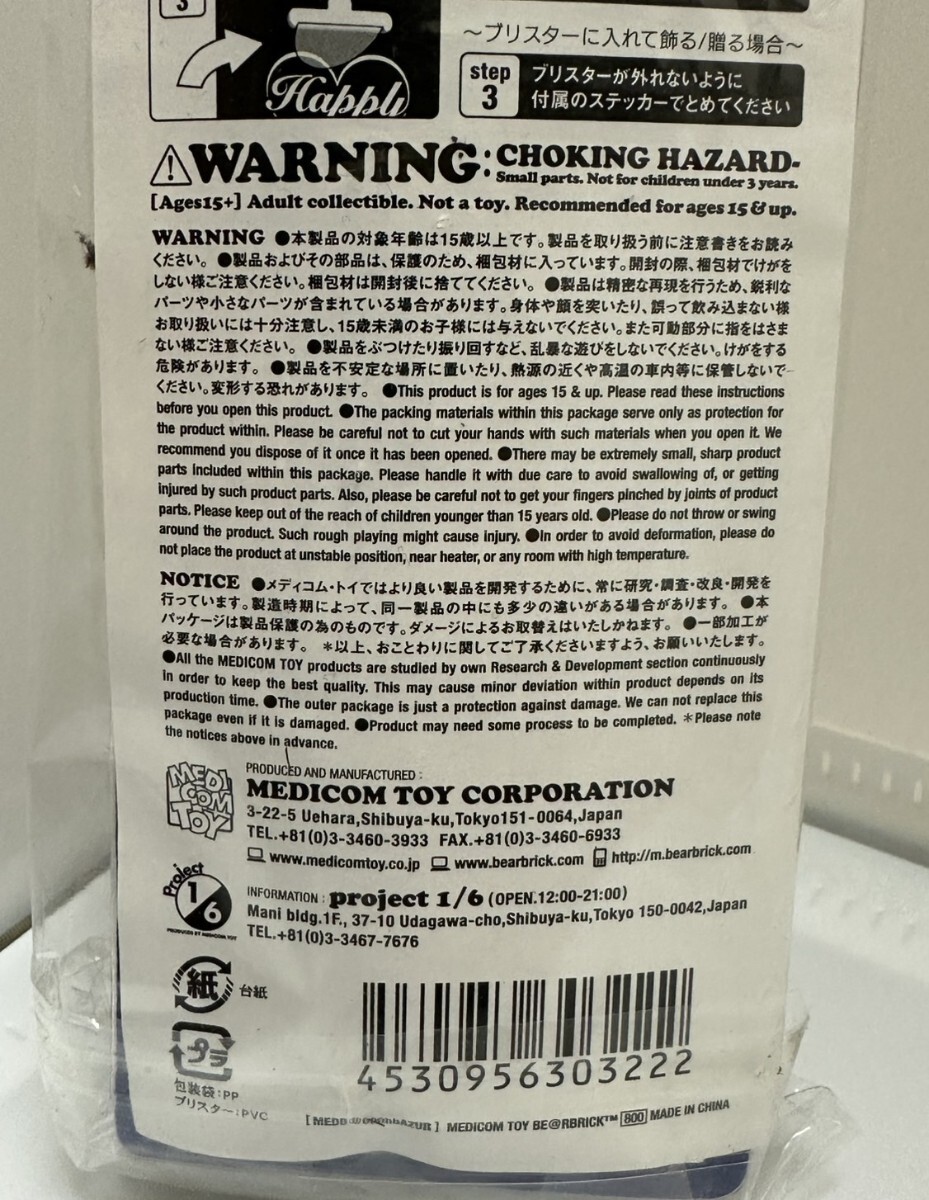 3
Happy
～ブリスターに入れて飾る/贈る場合～
step 3
ブリスターが外れないように
付属のステッカーでとめてください
WARNING: CHOKING HAZARD-
Small parts. Not for children under 3 years.
[Ages15+] Adult collectible. Not a toy. Recommended for ages 15 & up.
WARNING ●本製品の対象年齢は15歳以上です。製品を取り扱う前に注意書きをお読み
ください。 ●製品およびその部品は、保護のため、梱包材に入っています。開封の際、梱包材でけがを
しない様ご注意ください。梱包材は開封後に捨ててください。 ●製品は精密な再現を行うため、鋭利な
パーツや小さなパーツが含まれている場合があります。身体や顔を突いたり、誤って飲み込まない様
お取り扱いには十分注意し、15歳未満のお子様には与えないでください。また可動部分に指をはさま
ない様ご注意ください。 ●製品をぶつけたり振り回すなど、乱暴な遊びをしないでください。けがをする
危険があります。 ●製品を不安定な場所に置いたり、熱源の近くや高温の車内等に保管しないで
ください。変形する恐れがあります。 ●This product is for ages 15 & up. Please read these instructions
before you open this product. ●The packing materials within this package serve only as protection for
the product within. Please be careful not to cut your hands with such materials when you open it. We
recommend you dispose of it once it has been opened. ●There may be extremely small, sharp product
parts included within this package. Please handle it with due care to avoid swallowing of, or getting
injured by such product parts. Also, please be careful not to get your fingers pinched by joints of product
parts. Please keep out of the reach of children younger than 15 years old. ●Please do not throw or swing
around the product. Such rough playing might cause injury. ●In order to avoid deformation, please do
not place the product at unstable position, near heater, or any room with high temperature.
NOTICE ●メディコム・トイではより良い製品を開発するために、常に研究・調査・改良・開発を
行っています。製造時期によって、同一製品の中にも多少の違いがある場合があります。 ●本
パッケージは製品保護の為のものです。ダメージによるお取替えはいたしかねます。 ●一部加工が
必要な場合があります。 ＊以上、おことわりに関してご了承くださいますよう、お願いいたします。
●All the MEDICOM TOY products are studied by own Research & Development section continuously
in order to keep the best quality. This may cause minor deviation within product depends on its
production time. ●The outer package is just a protection against damage. We can not replace this
package even if it is damaged. ●Product may need some process to be completed. ＊Please note
the notices above in advance.
MEDI COM TOY
PRODUCED AND MANUFACTURED :
MEDICOM TOY CORPORATION
3-22-5 Uehara,Shibuya-ku,Tokyo151-0064,Japan
TEL.+81(0)3-3460-3933 FAX.+81(0)3-3460-6933
www.medicomtoy.co.jp www.bearbrick.com http://m.bearbrick.com
Project 1/6
PRODUCED BY MEDICOM TOY
INFORMATION : project 1/6 (OPEN.12:00-21:00)
Mani bldg.1F., 37-10 Udagawa-cho,Shibuya-ku,Tokyo 150-0042,Japan
TEL.+81(0)3-3467-7676
紙 台紙
プラ
包装袋:PP
ブリスター:PVC
4530956303222
MEDICOM TOY BE@RBRICK™ 800 MADE IN CHINA